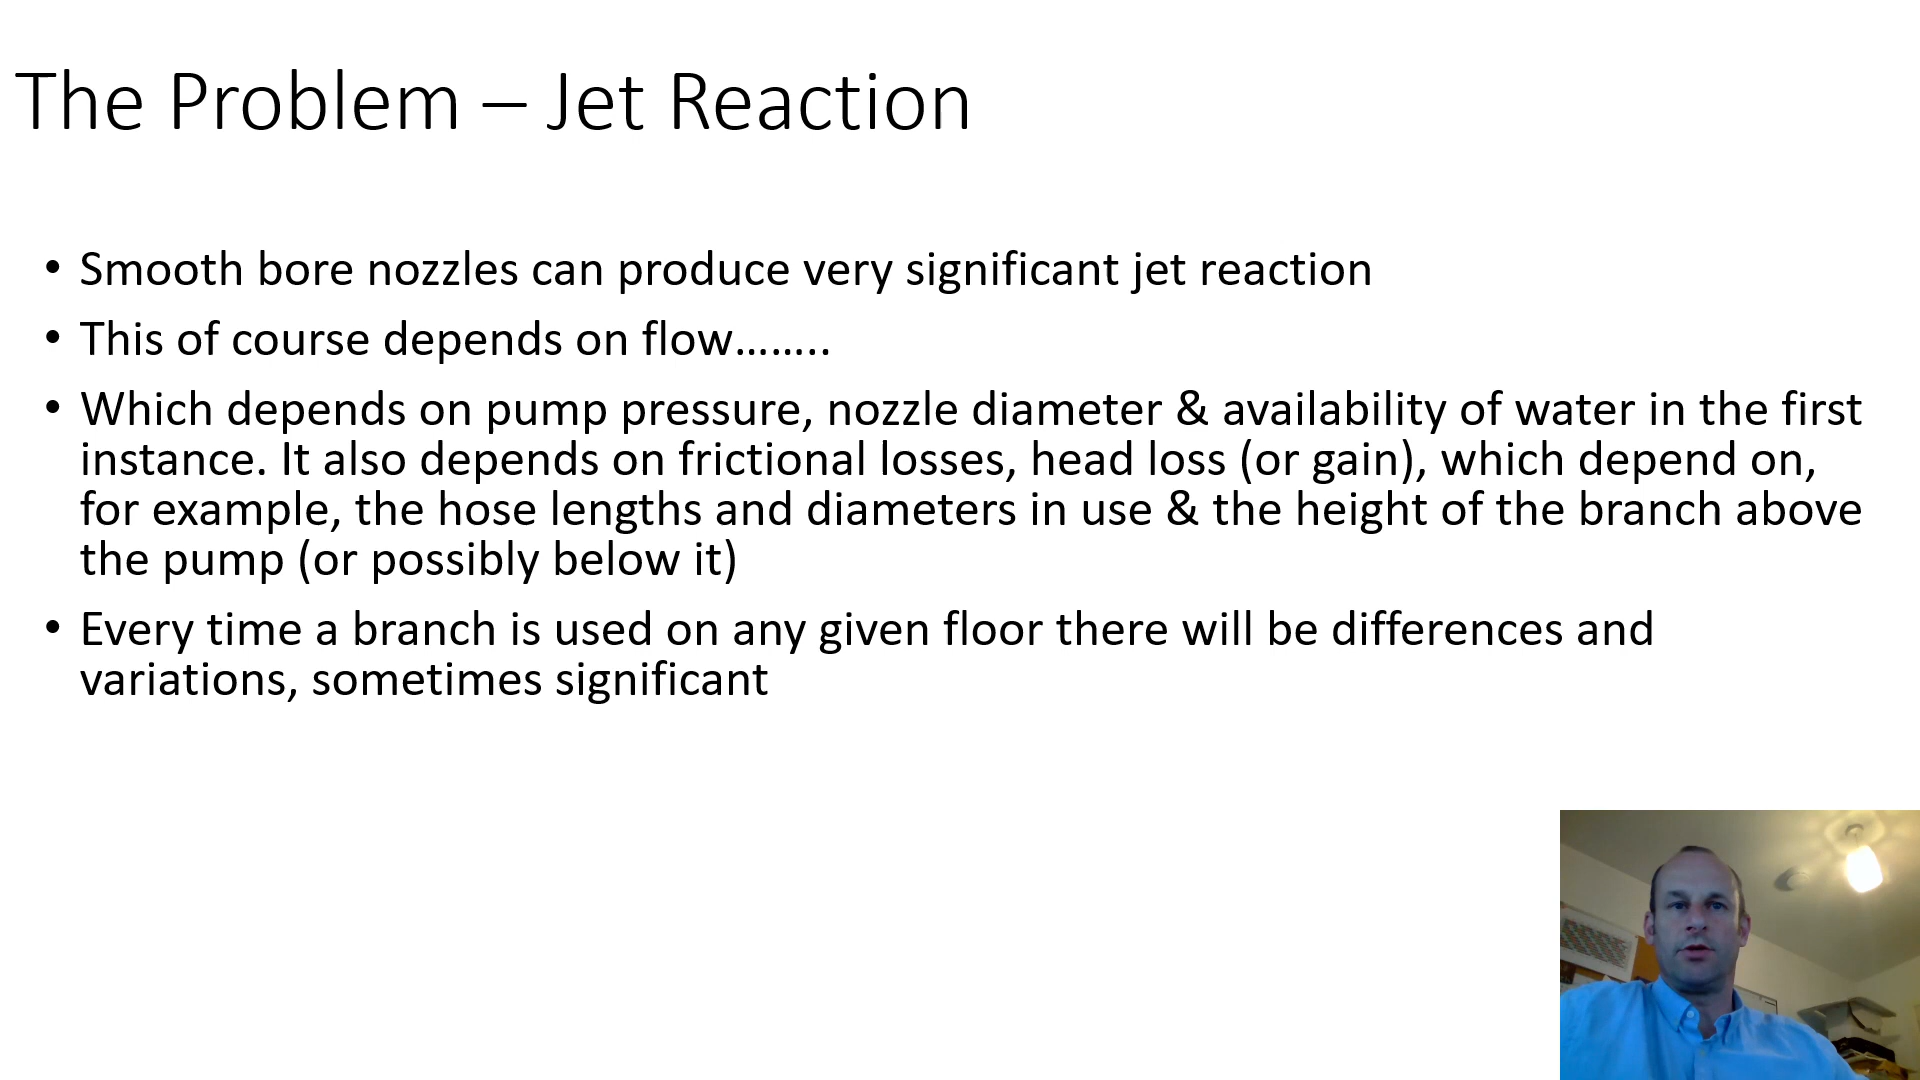 The Problem – Jet Reaction
• Smooth bore nozzles can produce very significant jet reaction
• This of course depends on flow……..
• Which depends on pump pressure, nozzle diameter & availability of water in the first
instance. It also depends on frictional losses, head loss (or gain), which depend on,
for example, the hose lengths and diameters in use & the height of the branch above
the pump (or possibly below it)
• Every time a branch is used on any given floor there will be differences and
variations, sometimes significant